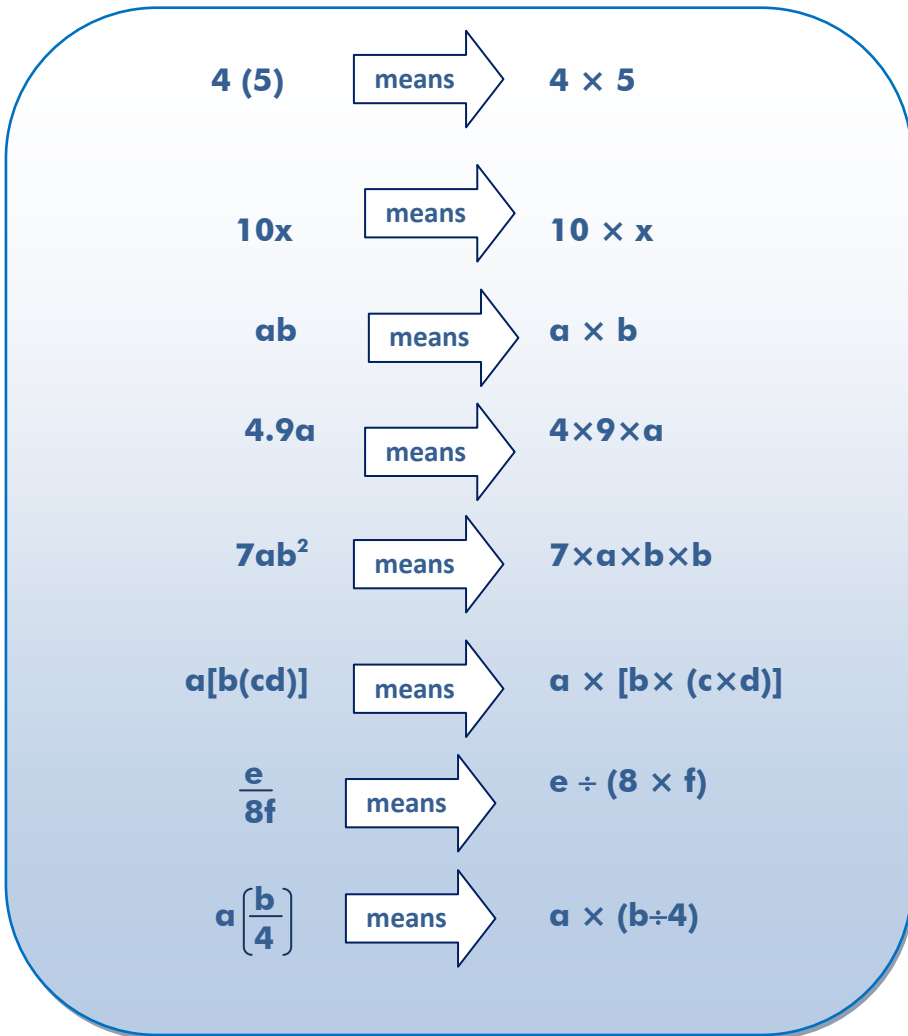 4 (5) means 4 × 5
10x means 10 × x
ab means a × b
4.9a means 4×9×a
7ab² means 7×a×b×b
a[b(cd)] means a × [b× (c×d)]
e
8f
means e ÷ (8 × f)
a(b
4)
means a × (b÷4)